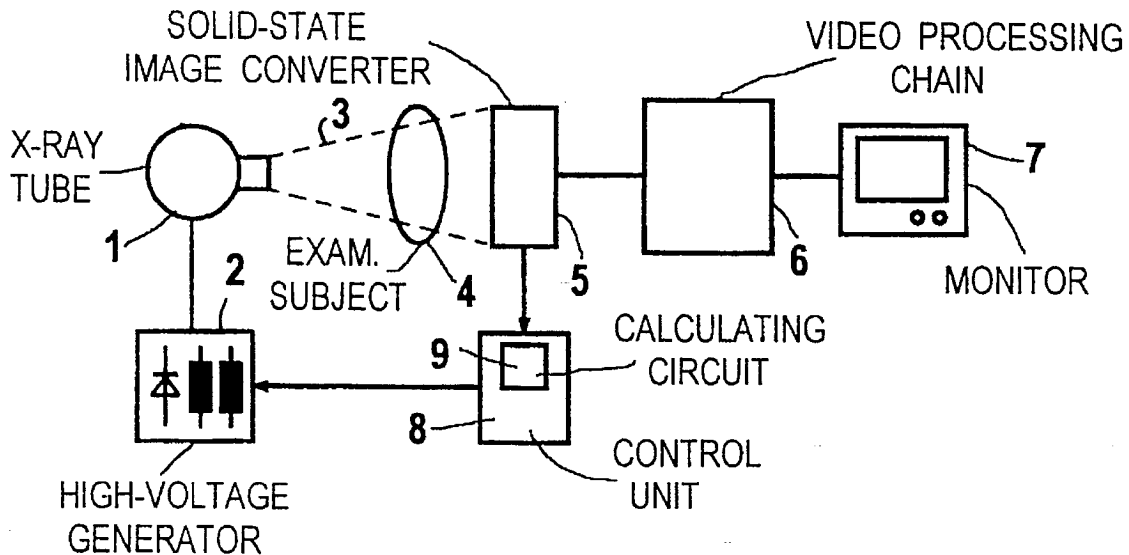 SOLID-STATE
IMAGE CONVERTER
VIDEO PROCESSING
CHAIN
X-RAY
TUBE
3
7
1
EXAM.
SUBJECT
4
5
6
MONITOR
2
9
CALCULATING
CIRCUIT
8
CONTROL
UNIT
HIGH-VOLTAGE
GENERATOR